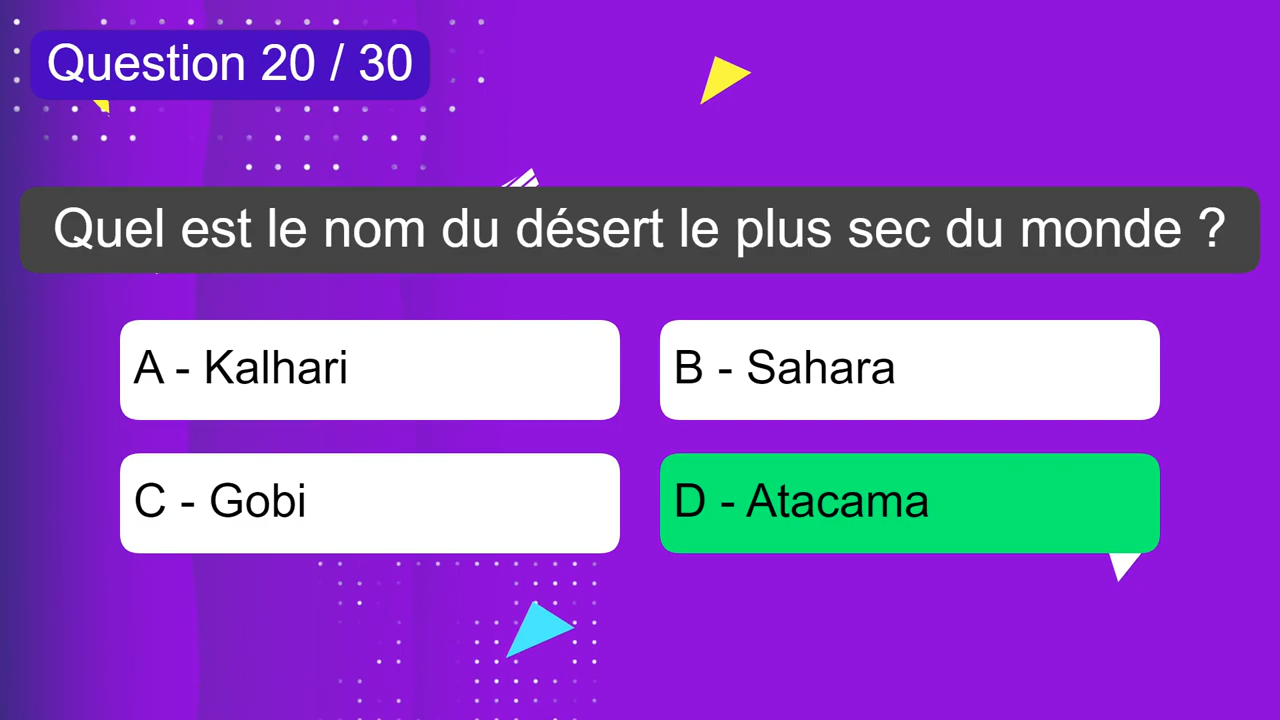 Question 20 / 30
Quel est le nom du désert le plus sec du monde ?
A - Kalhari
B - Sahara
C - Gobi
D - Atacama